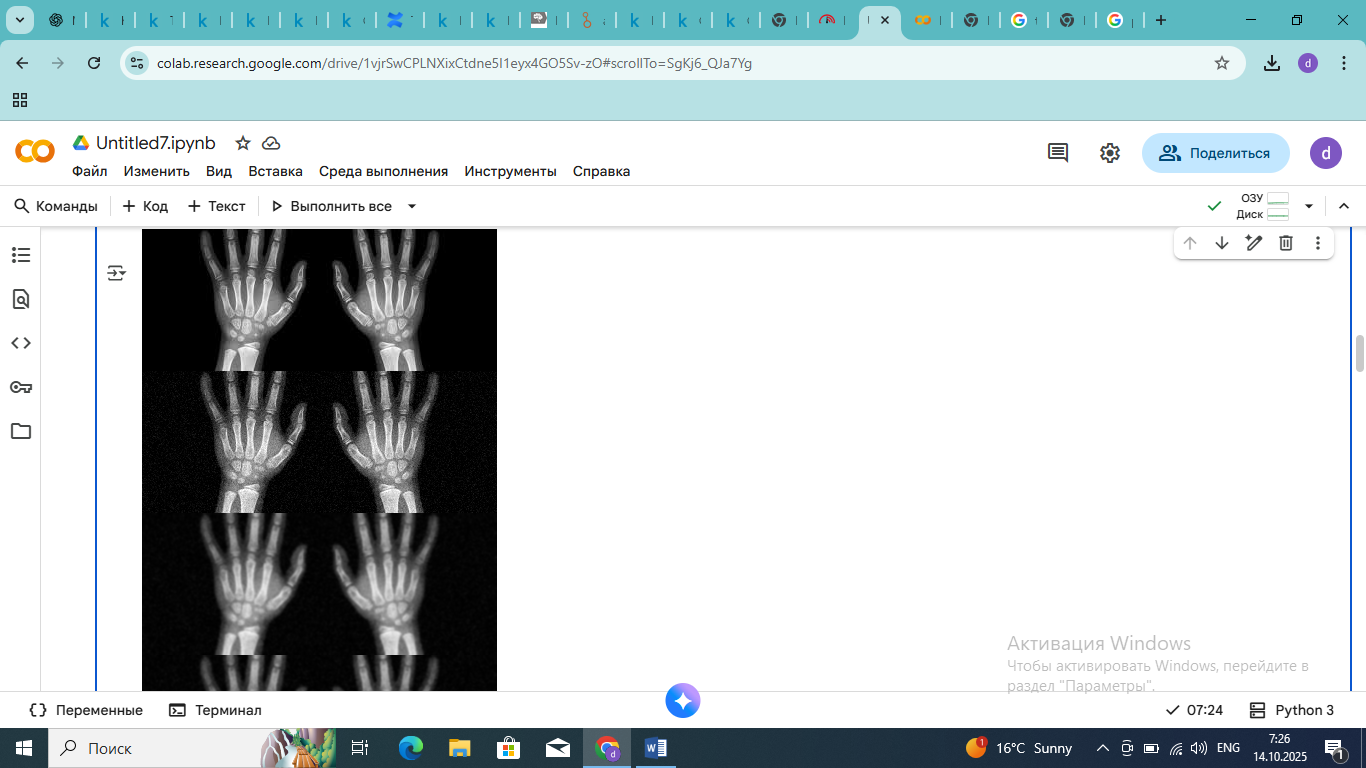 colab.research.google.com/drive/1vjrSwCPLNXixCtdne5I1eyx4GO5Sv-zO#scrollTo=SgKj6_QJa7Yg
d
Untitled7.ipynb
Файл Изменить Вид Вставка Среда выполнения Инструменты Справка
Поделиться
d
Команды + Код + Текст Выполнить все
ОЗУ
Диск
Активация Windows
Чтобы активировать Windows, перейдите в
раздел "Параметры".
Переменные Терминал 07:24 Python 3
Поиск
16°C Sunny
ENG
7:26
14.10.2025
1